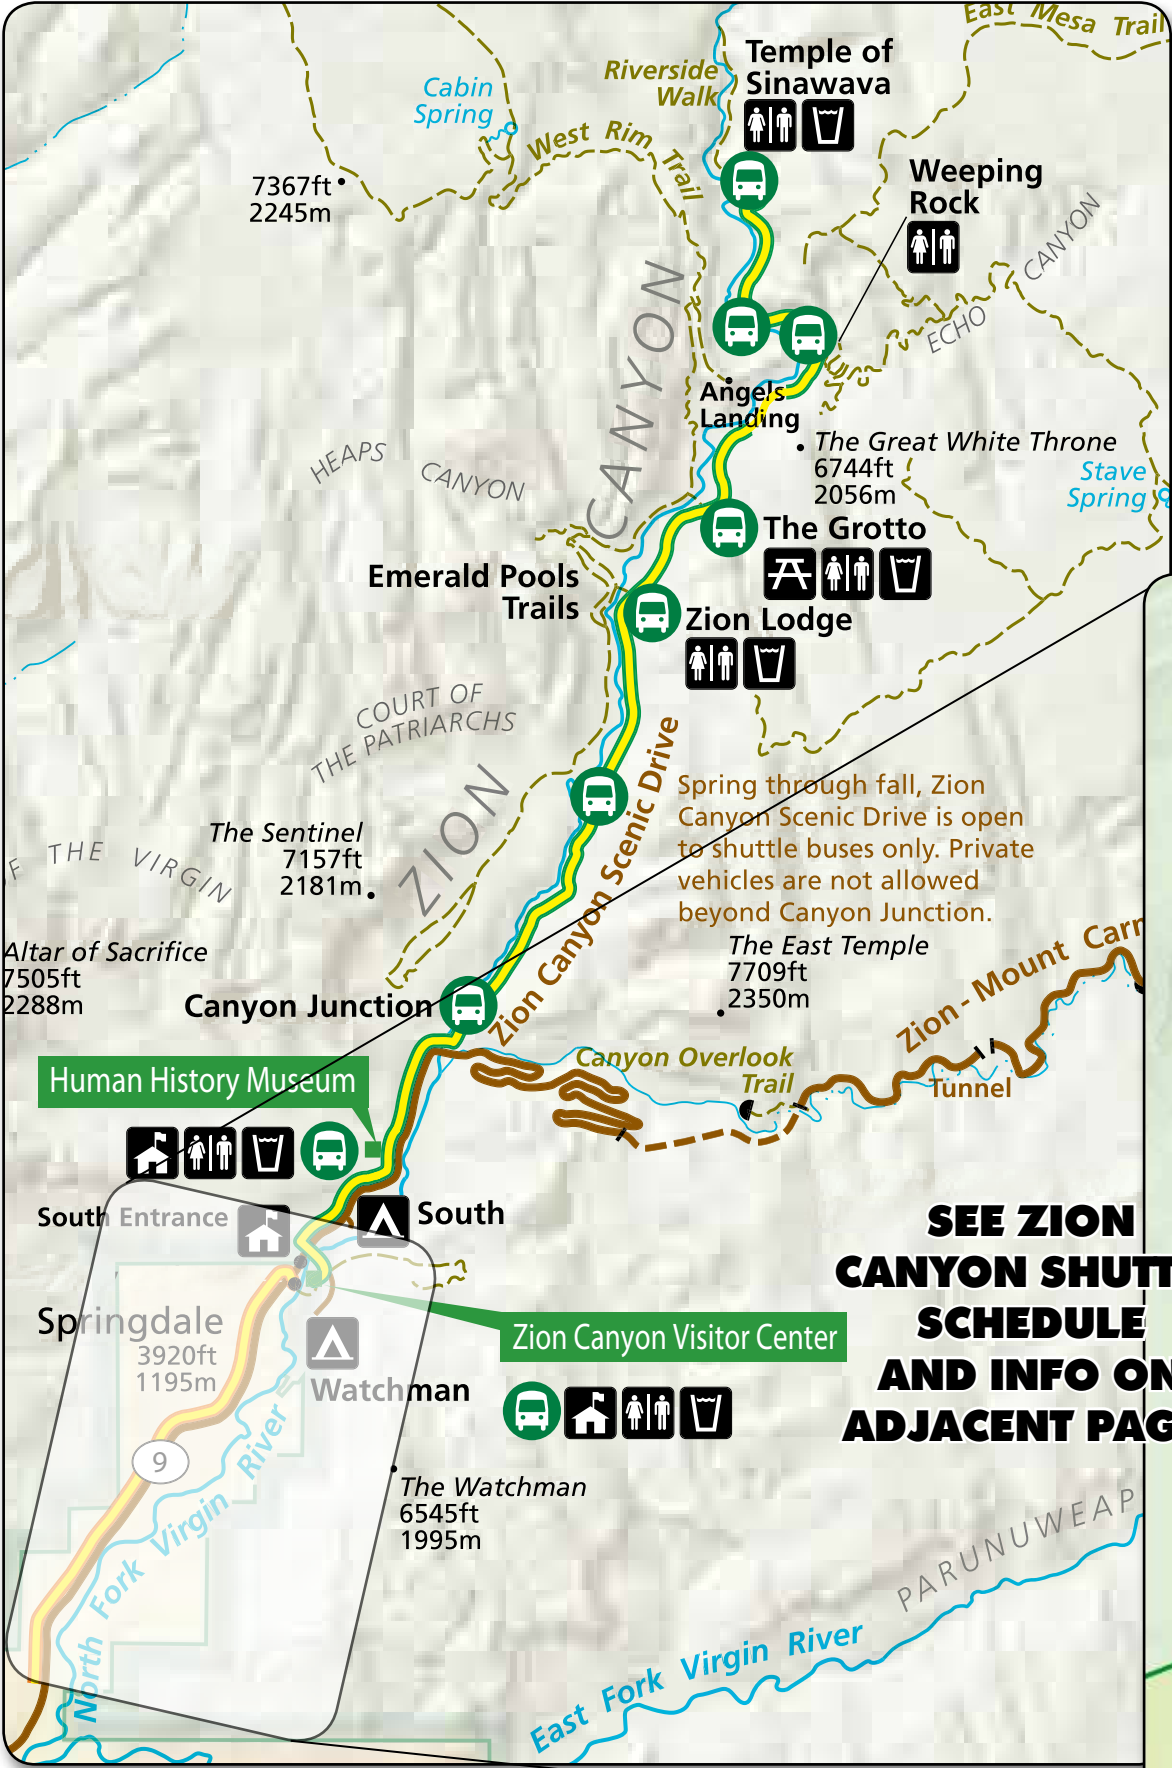 East Mesa Trail
Temple of
Sinawava
Riverside
Walk
Cabin
Spring
West Rim Trail
7367ft
2245m
Weeping
Rock
CANYON
ECHO
CANYON
Angels
Landing
The Great White Throne
6744ft
2056m
Stave
Spring
HEAPS
CANYON
The Grotto
Emerald Pools
Trails
Zion Lodge
COURT OF
THE PATRIARCHS
Zion Canyon Scenic Drive
ZION
Spring through fall, Zion
Canyon Scenic Drive is open
to shuttle buses only. Private
vehicles are not allowed
beyond Canyon Junction.
The Sentinel
7157ft
2181m
F THE VIRGIN
Altar of Sacrifice
7505ft
2288m
The East Temple
7709ft
2350m
Zion-Mount Carm
Canyon Junction
Canyon Overlook
Trail
Tunnel
Human History Museum
South Entrance
South
SEE ZION
CANYON SHUTT
SCHEDULE
AND INFO ON
ADJACENT PAG
Springdale
3920ft
1195m
Zion Canyon Visitor Center
Watchman
9
The Watchman
6545ft
1995m
North Fork Virgin River
PARUNUWEAP
East Fork Virgin River